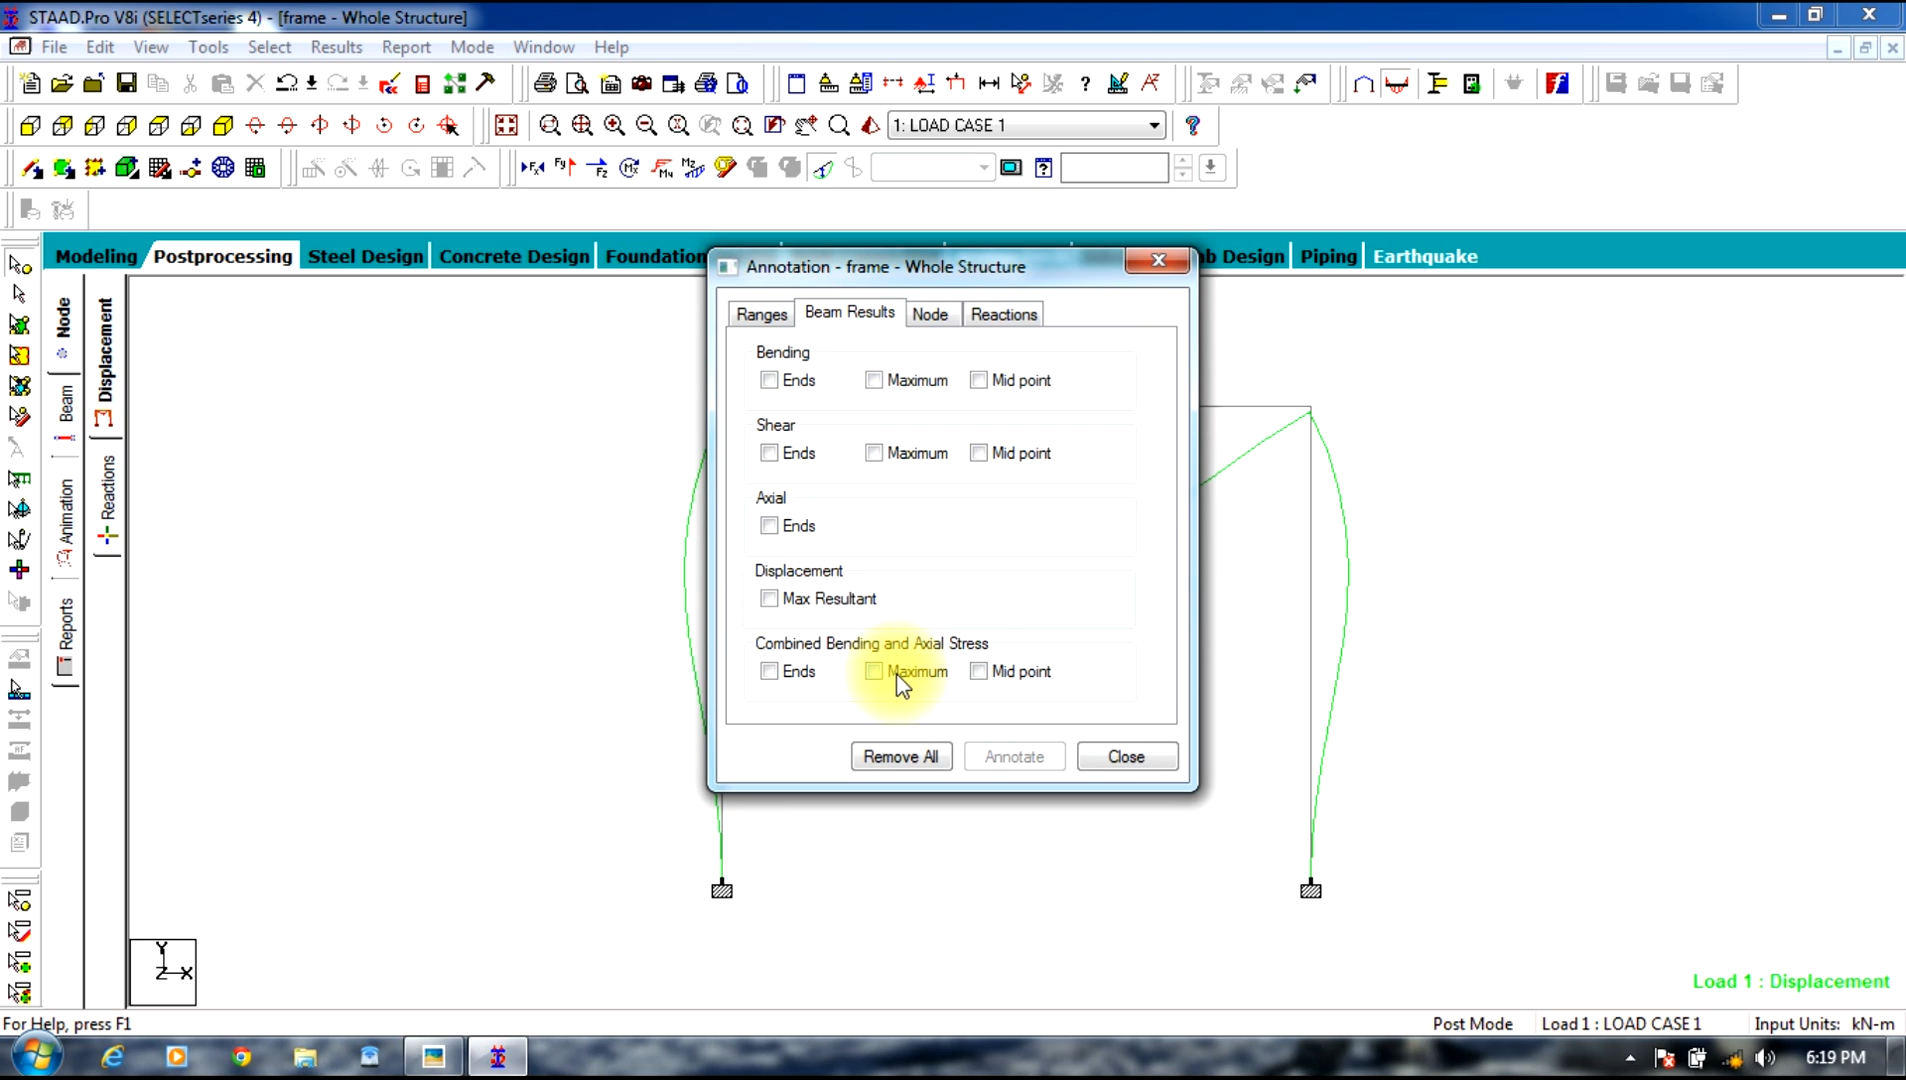 STAAD.Pro V8i (SELECTseries 4) - [frame - Whole Structure]
File Edit View Tools Select Results Report Mode Window Help
1: LOAD CASE 1
Modeling Postprocessing Steel Design Concrete Design Foundation b Design Piping Earthquake
Node
Beam
Animation
Reports
Displacement
Reactions
Annotation - frame - Whole Structure
Ranges Beam Results Node Reactions
Bending
Ends Maximum Mid point
Shear
Ends Maximum Mid point
Axial
Ends
Displacement
Max Resultant
Combined Bending and Axial Stress
Ends Maximum Mid point
Remove All Annotate Close
Y
Z X
Load 1 : Displacement
For Help, press F1
Post Mode Load 1 : LOAD CASE 1 Input Units: kN-m
6:19 PM